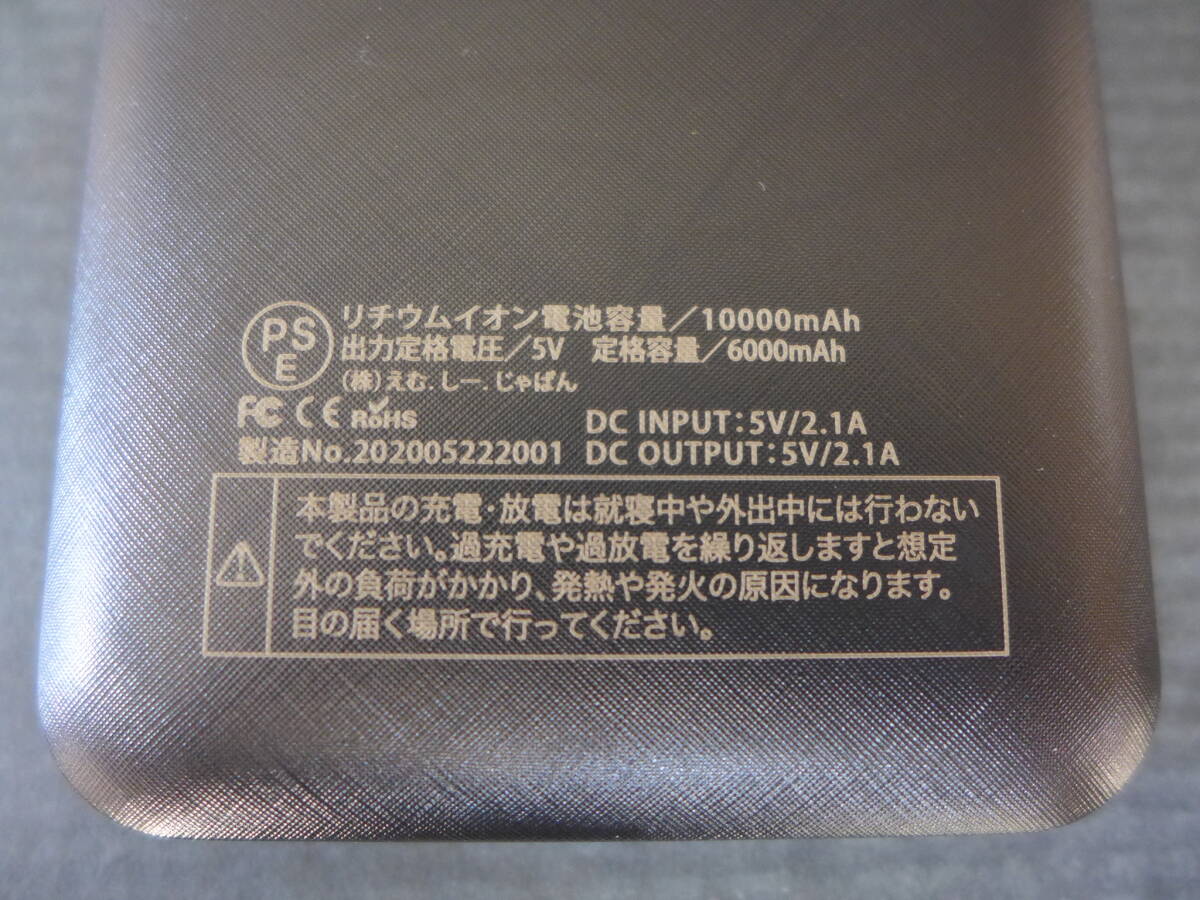 PS
E
リチウムイオン電池容量／10000mAh
出力定格電圧／5V　定格容量／6000mAh
(株)えむ.しー.じゃぱん
FC CE RoHS　DC INPUT：5V/2.1A
製造No.202005222001　DC OUTPUT：5V/2.1A
本製品の充電・放電は就寝中や外出中には行わない
でください。過充電や過放電を繰り返しますと想定
外の負荷がかかり、発熱や発火の原因になります。
目の届く場所で行ってください。